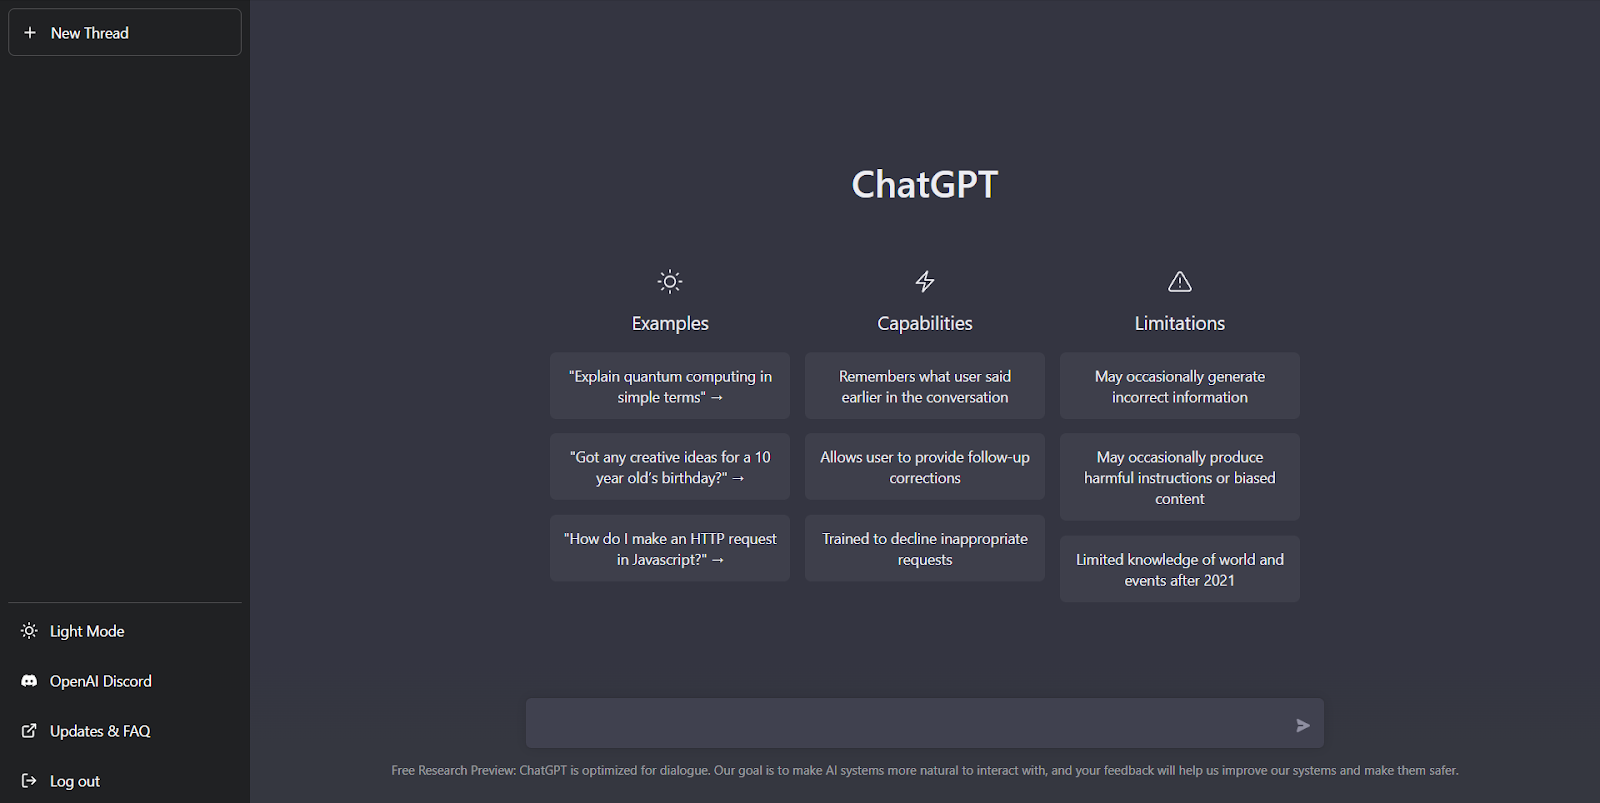 New Thread
ChatGPT
Examples
"Explain quantum computing in
simple terms" →
"Got any creative ideas for a 10
year old’s birthday?" →
"How do I make an HTTP request
in Javascript?" →
Capabilities
Remembers what user said
earlier in the conversation
Allows user to provide follow-up
corrections
Trained to decline inappropriate
requests
Limitations
May occasionally generate
incorrect information
May occasionally produce
harmful instructions or biased
content
Limited knowledge of world and
events after 2021
Light Mode
OpenAI Discord
Updates & FAQ
Log out
Free Research Preview: ChatGPT is optimized for dialogue. Our goal is to make AI systems more natural to interact with, and your feedback will help us improve our systems and make them safer.